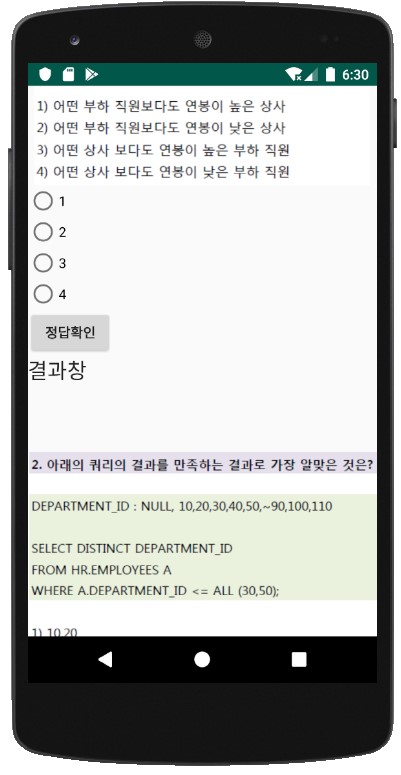 6:30
1) 어떤 부하 직원보다도 연봉이 높은 상사
2) 어떤 부하 직원보다도 연봉이 낮은 상사
3) 어떤 상사 보다도 연봉이 높은 부하 직원
4) 어떤 상사 보다도 연봉이 낮은 부하 직원
1
2
3
4
정답확인
결과창
2. 아래의 쿼리의 결과를 만족하는 결과로 가장 알맞은 것은?
DEPARTMENT_ID : NULL, 10,20,30,40,50,~90,100,110
SELECT DISTINCT DEPARTMENT_ID
FROM HR.EMPLOYEES A
WHERE A.DEPARTMENT_ID <= ALL (30,50);
1) 10,20